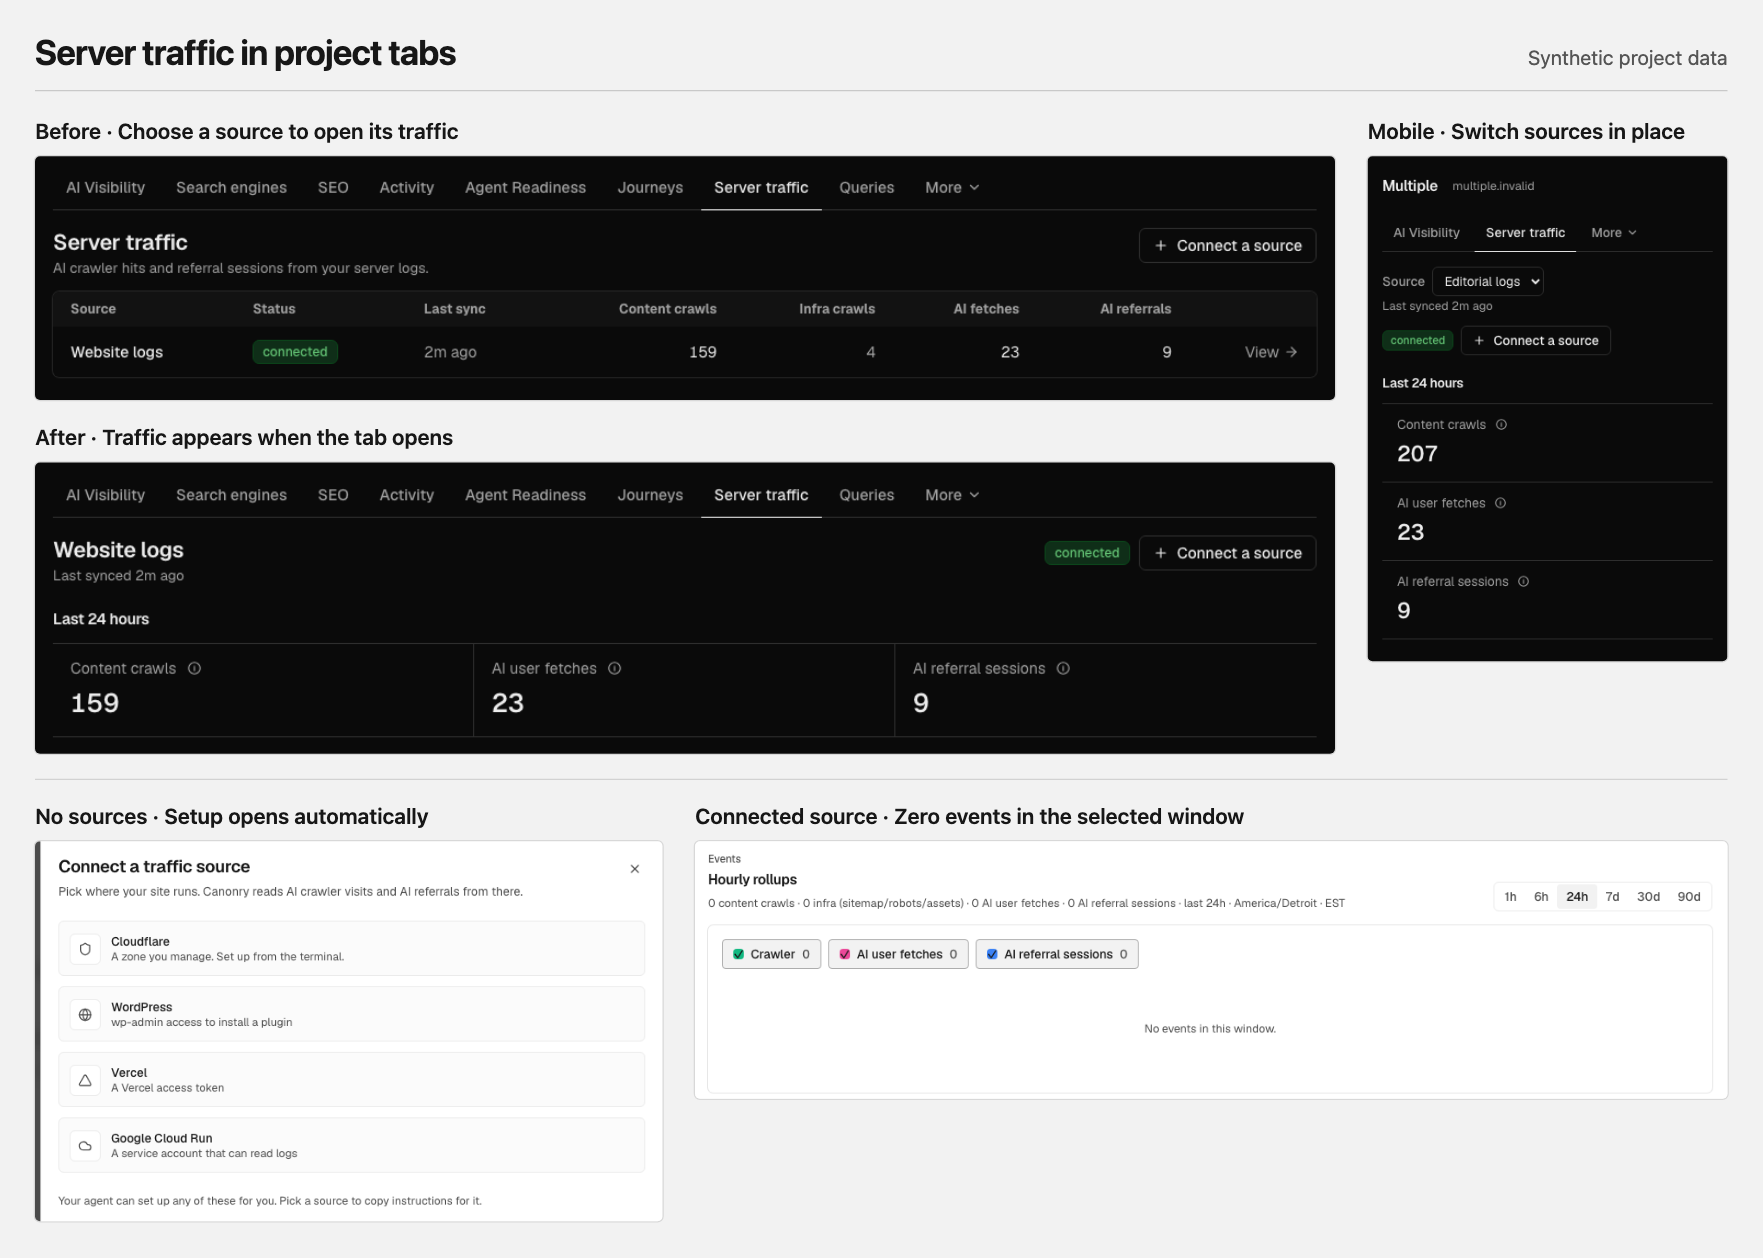 Server traffic in project tabs
Synthetic project data
Before · Choose a source to open its traffic
AI Visibility Search engines SEO Activity Agent Readiness Journeys Server traffic Queries More
Server traffic
AI crawler hits and referral sessions from your server logs.
+ Connect a source
Source Status Last sync Content crawls Infra crawls AI fetches AI referrals
Website logs connected 2m ago 159 4 23 9 View →
After · Traffic appears when the tab opens
AI Visibility Search engines SEO Activity Agent Readiness Journeys Server traffic Queries More
Website logs
Last synced 2m ago
connected + Connect a source
Last 24 hours
Content crawls AI user fetches AI referral sessions
159 23 9
Mobile · Switch sources in place
Multiple multiple.invalid
AI Visibility Server traffic More
Source Editorial logs
Last synced 2m ago
connected + Connect a source
Last 24 hours
Content crawls
207
AI user fetches
23
AI referral sessions
9
No sources · Setup opens automatically
Connect a traffic source
Pick where your site runs. Canonry reads AI crawler visits and AI referrals from there.
Cloudflare
A zone you manage. Set up from the terminal.
WordPress
wp-admin access to install a plugin
Vercel
A Vercel access token
Google Cloud Run
A service account that can read logs
Your agent can set up any of these for you. Pick a source to copy instructions for it.
Connected source · Zero events in the selected window
Events
Hourly rollups
0 content crawls · 0 infra (sitemap/robots/assets) · 0 AI user fetches · 0 AI referral sessions · last 24h · America/Detroit · EST
1h 6h 24h 7d 30d 90d
Crawler 0 AI user fetches 0 AI referral sessions 0
No events in this window.